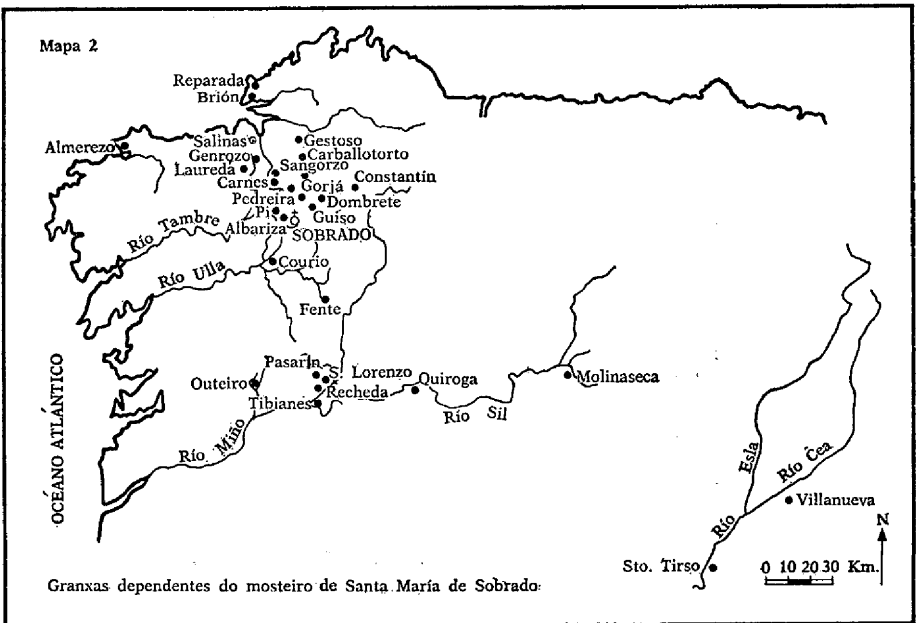 Mapa 2
Reparada
Brión
Almerezo
Salinas
Gestoso
Genrozo
Carballotorto
Laureda
Sangorzo
Carnes
Gorjá
Constantín
Pedreira
Dombrete
Pi
Guíso
Albariza
SOBRADO
Río Tambre
Courio
Río Ulla
Fente
OCÉANO ATLÁNTICO
Pasarín
S. Lorenzo
Outeiro
Recheda
Quiroga
Molinaseca
Tibianes
Río Sil
Río Miño
Río Esla
Río Cea
Villanueva
N
Sto. Tirso
0 10 20 30 Km.
Granxas dependentes do mosteiro de Santa María de Sobrado